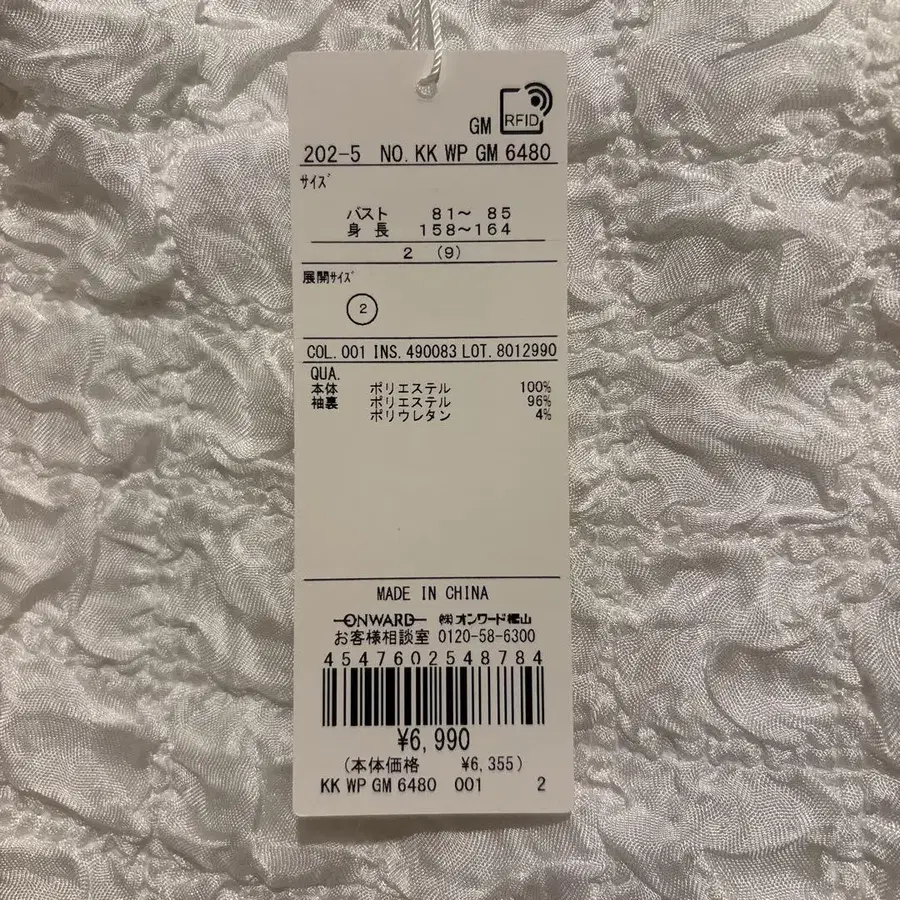 GM RFID
202-5 NO. KK WP GM 6480
サイズ
バスト 81～ 85
身長 158～164
2 (9)
展開サイズ
2
COL. 001 INS. 490083 LOT. 8012990
QUA.
本体 ポリエステル 100%
袖裏 ポリエステル 96%
ポリウレタン 4%
MADE IN CHINA
ONWARD ㈱オンワード樫山
お客様相談室 0120-58-6300
4547602548784
¥6,990
(本体価格 ¥6,355)
KK WP GM 6480 001 2